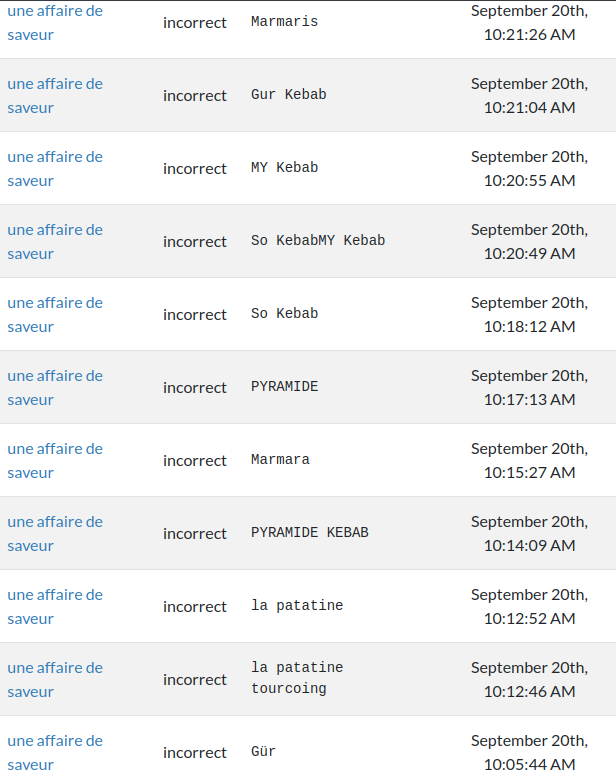 une affaire de
saveur
incorrect
Marmaris
September 20th,
10:21:26 AM
une affaire de
saveur
incorrect
Gur Kebab
September 20th,
10:21:04 AM
une affaire de
saveur
incorrect
MY Kebab
September 20th,
10:20:55 AM
une affaire de
saveur
incorrect
So KebabMY Kebab
September 20th,
10:20:49 AM
une affaire de
saveur
incorrect
So Kebab
September 20th,
10:18:12 AM
une affaire de
saveur
incorrect
PYRAMIDE
September 20th,
10:17:13 AM
une affaire de
saveur
incorrect
Marmara
September 20th,
10:15:27 AM
une affaire de
saveur
incorrect
PYRAMIDE KEBAB
September 20th,
10:14:09 AM
une affaire de
saveur
incorrect
la patatine
September 20th,
10:12:52 AM
une affaire de
saveur
incorrect
la patatine
tourcoing
September 20th,
10:12:46 AM
une affaire de
saveur
incorrect
Gür
September 20th,
10:05:44 AM